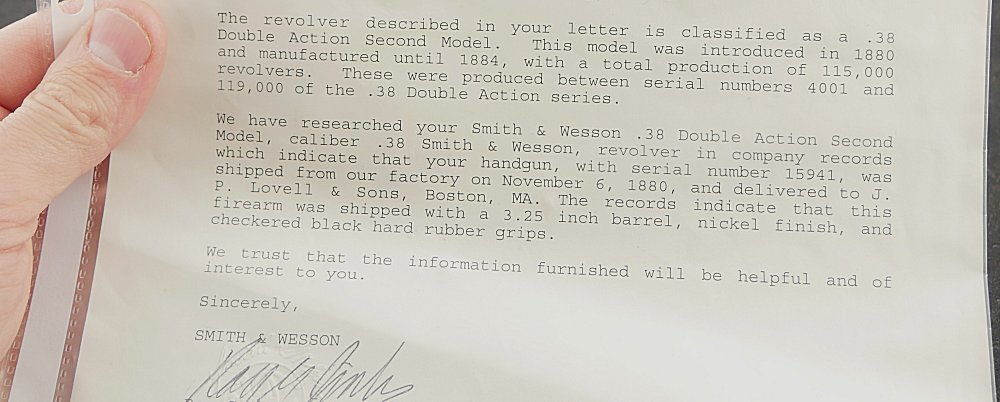 The revolver described in your letter is classified as a .38
Double Action Second Model. This model was introduced in 1880
and manufactured until 1884, with a total production of 115,000
revolvers. These were produced between serial numbers 4001 and
119,000 of the .38 Double Action series.
We have researched your Smith & Wesson .38 Double Action Second
Model, caliber .38 Smith & Wesson, revolver in company records
which indicate that your handgun, with serial number 15941, was
shipped from our factory on November 6, 1880, and delivered to J.
P. Lovell & Sons, Boston, MA. The records indicate that this
firearm was shipped with a 3.25 inch barrel, nickel finish, and
checkered black hard rubber grips.
We trust that the information furnished will be helpful and of
interest to you.
Sincerely,
SMITH & WESSON